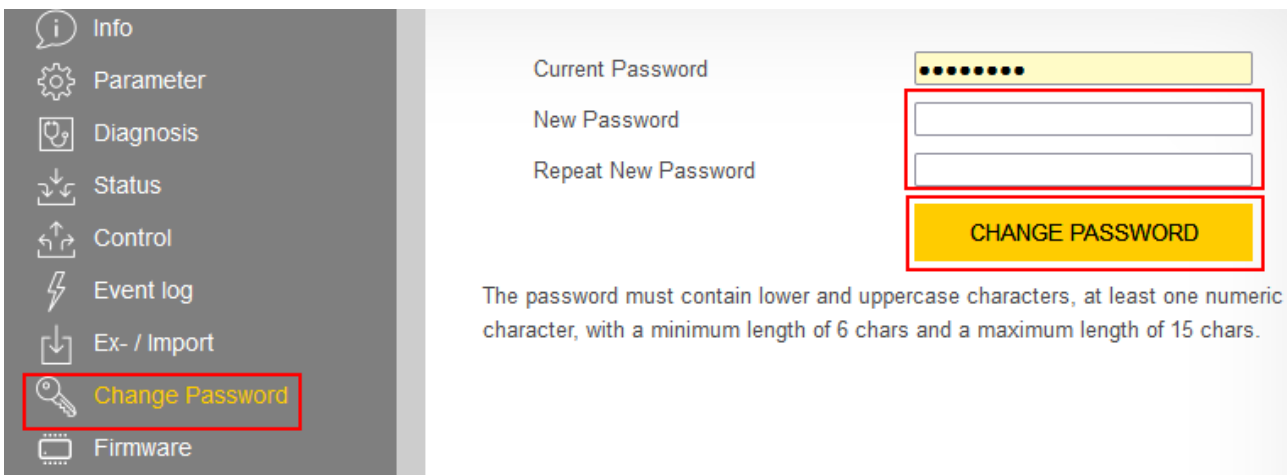 Info
Parameter
Diagnosis
Status
Control
Event log
Ex- / Import
Change Password
Firmware
Current Password
New Password
Repeat New Password
CHANGE PASSWORD
The password must contain lower and uppercase characters, at least one numeric
character, with a minimum length of 6 chars and a maximum length of 15 chars.